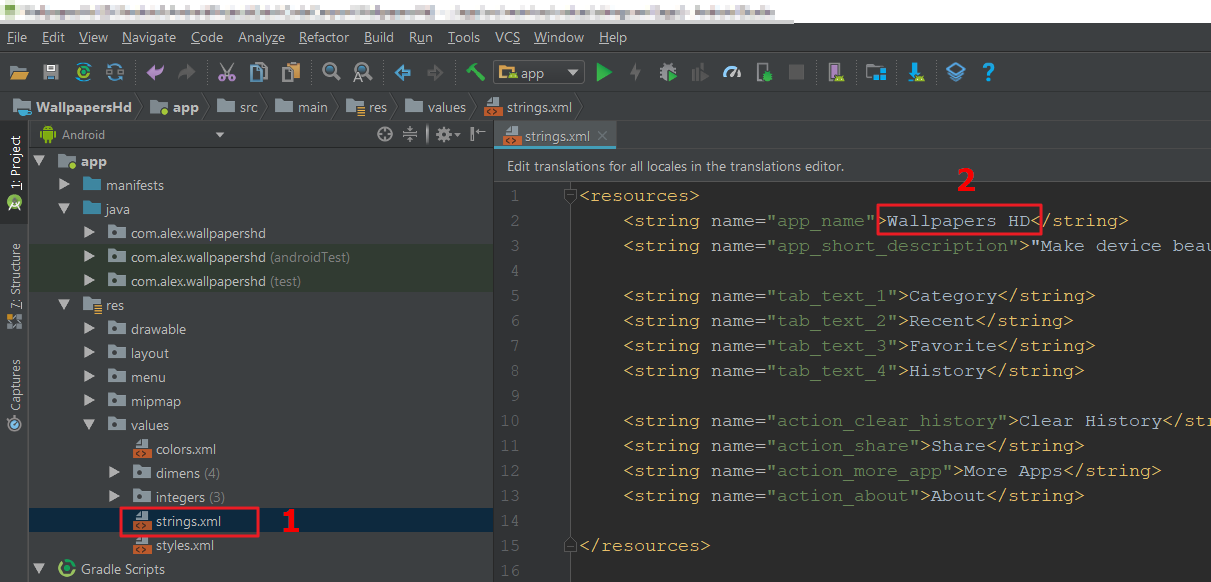 File Edit View Navigate Code Analyze Refactor Build Run Tools VCS Window Help
app
WallpapersHd app src main res values strings.xml
1: Project
7: Structure
Captures
Android
app
manifests
java
com.alex.wallpapershd
com.alex.wallpapershd (androidTest)
com.alex.wallpapershd (test)
res
drawable
layout
menu
mipmap
values
colors.xml
dimens (4)
integers (3)
strings.xml
1
styles.xml
Gradle Scripts
strings.xml
Edit translations for all locales in the translations editor.
2
1 <resources>
2 <string name="app_name">Wallpapers HD</string>
3 <string name="app_short_description">"Make device beau
4
5 <string name="tab_text_1">Category</string>
6 <string name="tab_text_2">Recent</string>
7 <string name="tab_text_3">Favorite</string>
8 <string name="tab_text_4">History</string>
9
10 <string name="action_clear_history">Clear History</stri
11 <string name="action_share">Share</string>
12 <string name="action_more_app">More Apps</string>
13 <string name="action_about">About</string>
14
15 </resources>
16